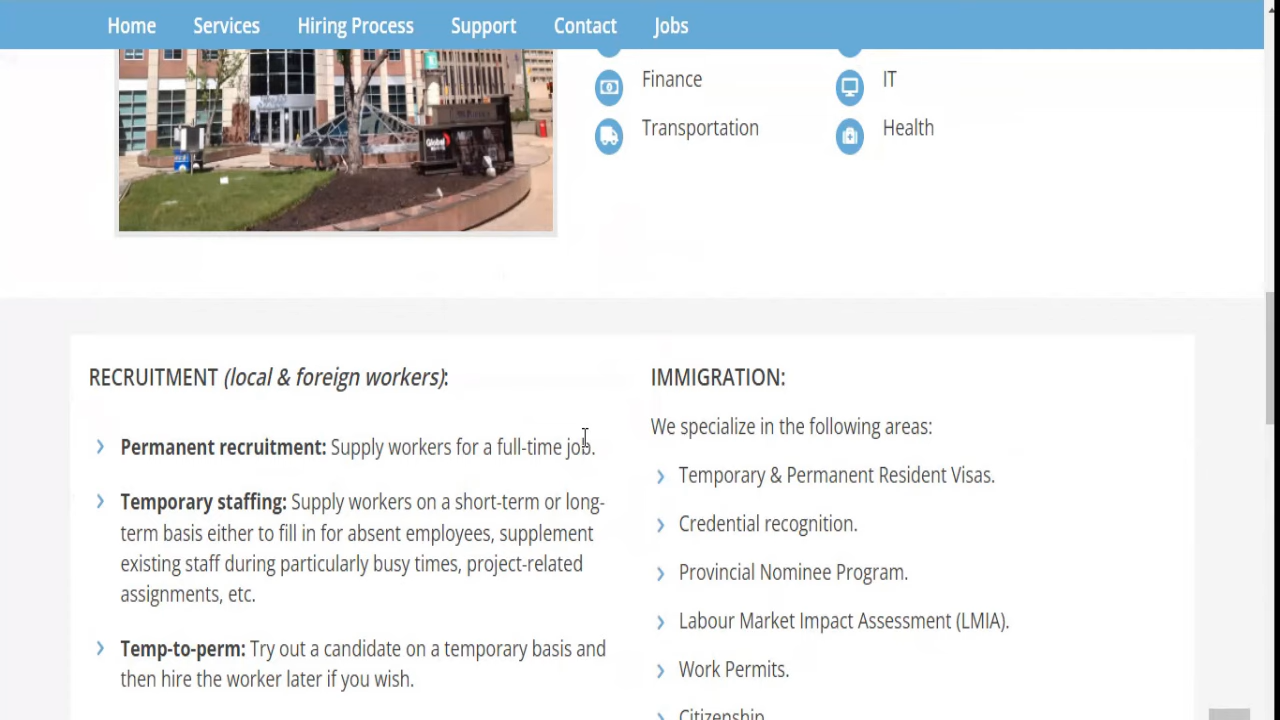 Home Services Hiring Process Support Contact Jobs
Finance IT
Transportation Health
Global
RECRUITMENT (local & foreign workers):
Permanent recruitment: Supply workers for a full-time job.
Temporary staffing: Supply workers on a short-term or long-
term basis either to fill in for absent employees, supplement
existing staff during particularly busy times, project-related
assignments, etc.
Temp-to-perm: Try out a candidate on a temporary basis and
then hire the worker later if you wish.
IMMIGRATION:
We specialize in the following areas:
Temporary & Permanent Resident Visas.
Credential recognition.
Provincial Nominee Program.
Labour Market Impact Assessment (LMIA).
Work Permits.
Citizenship